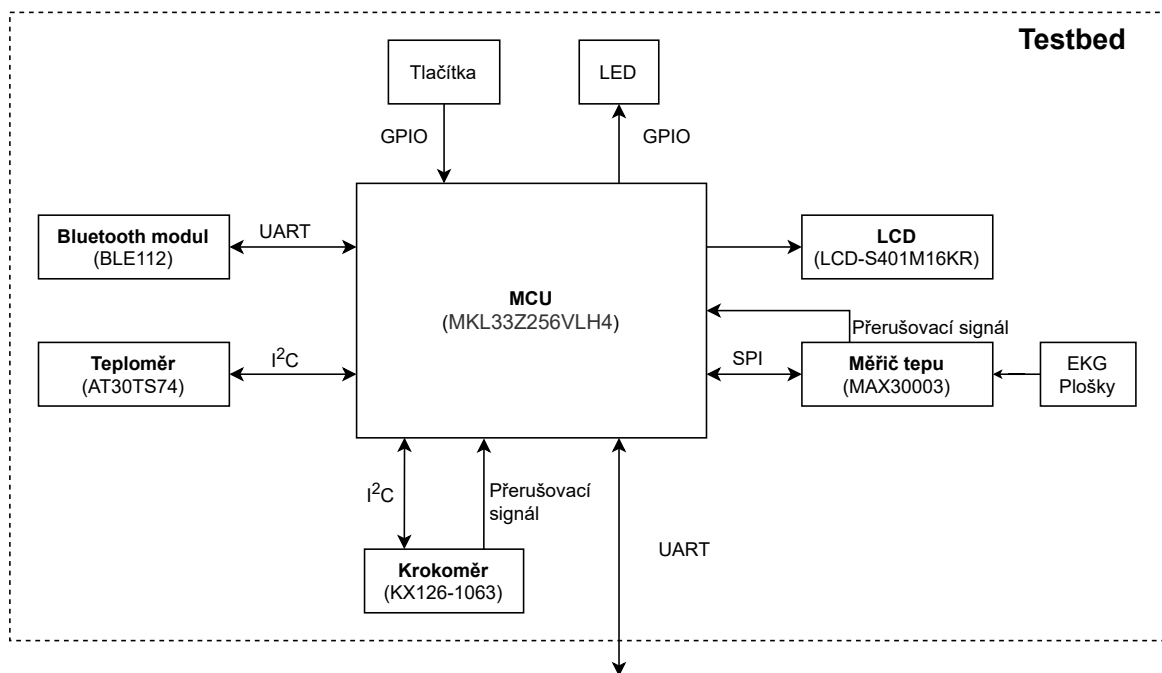 Testbed
Tlačítka
LED
GPIO
GPIO
Bluetooth modul
(BLE112)
UART
LCD
(LCD-S401M16KR)
MCU
(MKL33Z256VLH4)
Přerušovací signál
Teploměr
(AT30TS74)
I²C
SPI
Měřič tepu
(MAX30003)
EKG
Plošky
I²C
Přerušovací
signál
UART
Krokoměr
(KX126-1063)